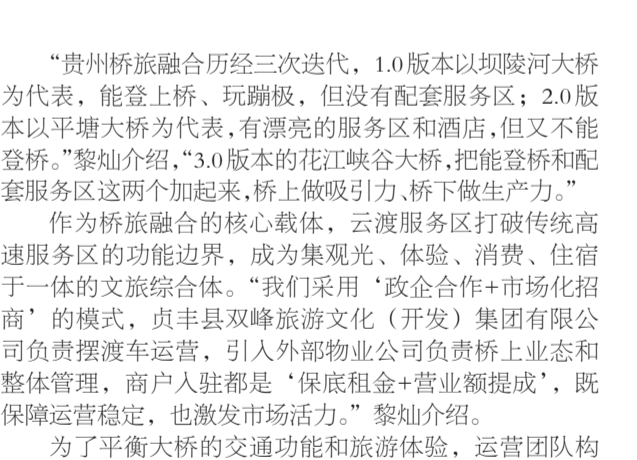 “贵州桥旅融合历经三次迭代，1.0版本以坝陵河大桥
为代表，能登上桥、玩蹦极，但没有配套服务区；2.0版
本以平塘大桥为代表，有漂亮的服务区和酒店，但又不能
登桥。”黎灿介绍，“3.0版本的花江峡谷大桥，把能登桥和配
套服务区这两个加起来，桥上做吸引力、桥下做生产力。”
作为桥旅融合的核心载体，云渡服务区打破传统高
速服务区的功能边界，成为集观光、体验、消费、住宿
于一体的文旅综合体。“我们采用‘政企合作+市场化招
商’的模式，贞丰县双峰旅游文化（开发）集团有限公
司负责摆渡车运营，引入外部物业公司负责桥上业态和
整体管理，商户入驻都是‘保底租金+营业额提成’，既
保障运营稳定，也激发市场活力。”黎灿介绍。
为了平衡大桥的交通功能和旅游体验，运营团队构